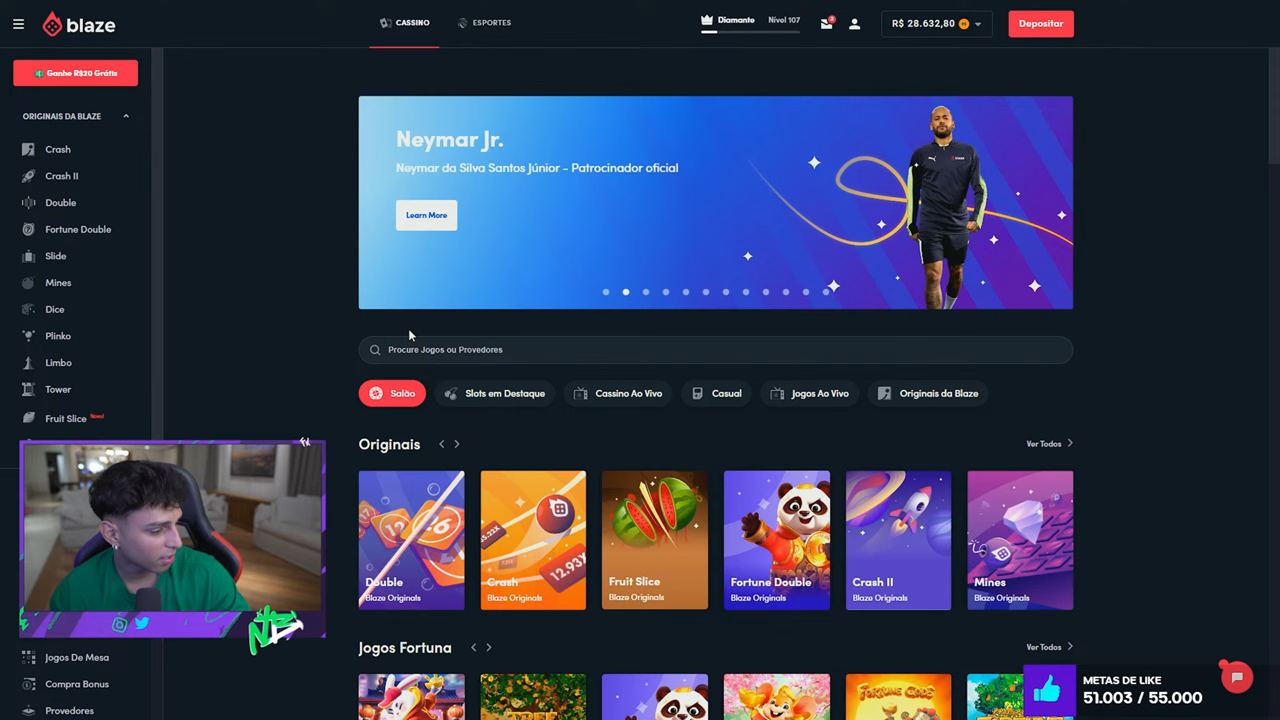 blaze
CASSINO
ESPORTES
Diamante
Nível 107
3
R$ 28.632,80
Depositar
Ganhe R$20 Grátis
ORIGINAIS DA BLAZE
Crash
Crash II
Double
Fortune Double
Slide
Mines
Dice
Plinko
Limbo
Tower
Fruit Slice Novo!
Jogos De Mesa
Compra Bonus
Provedores
Neymar Jr.
Neymar da Silva Santos Júnior - Patrocinador oficial
Learn More
Procure Jogos ou Provedores
Salão
Slots em Destaque
Cassino Ao Vivo
Casual
Jogos Ao Vivo
Originais da Blaze
Originais
Ver Todos
Double
Blaze Originals
12.93X
Crash
Blaze Originals
Fruit Slice
Blaze Originals
Fortune Double
Blaze Originals
Crash II
Blaze Originals
Mines
Blaze Originals
Jogos Fortuna
Ver Todos
METAS DE LIKE
51.003 / 55.000